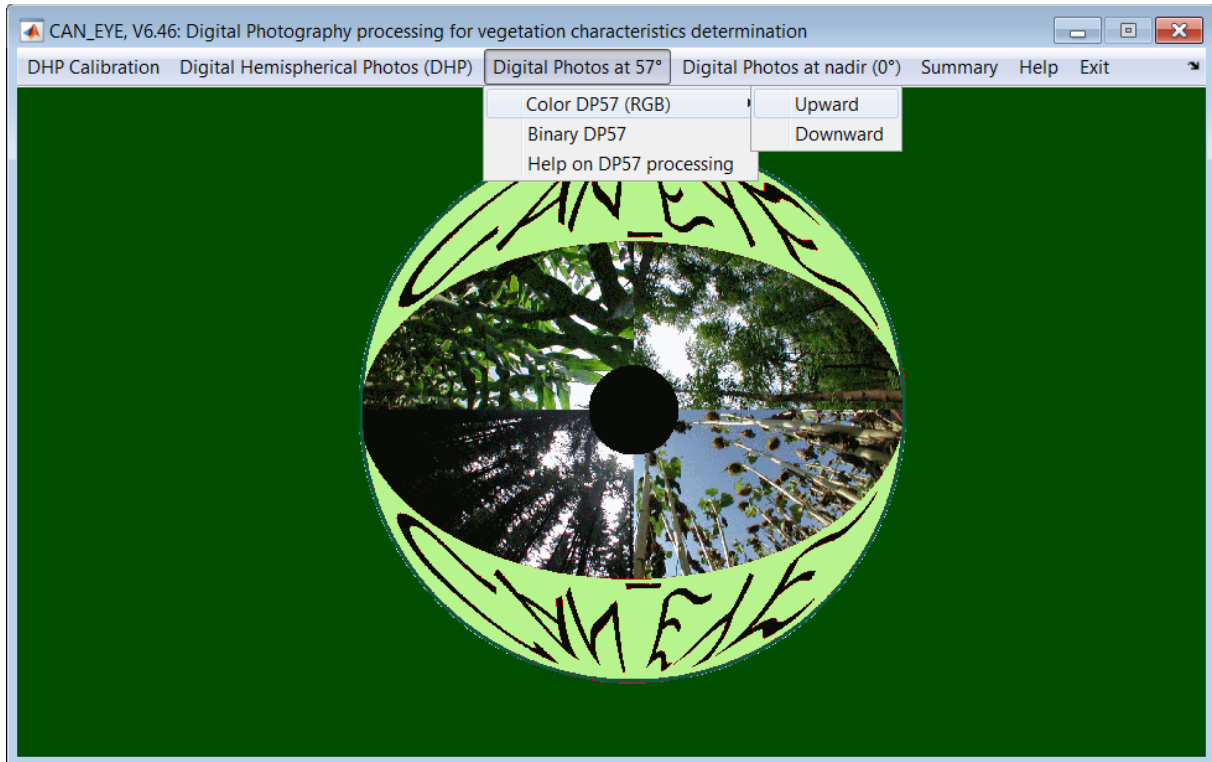 CAN_EYE, V6.46: Digital Photography processing for vegetation characteristics determination
DHP Calibration Digital Hemispherical Photos (DHP) Digital Photos at 57° Digital Photos at nadir (0°) Summary Help Exit
Color DP57 (RGB) Upward
Binary DP57 Downward
Help on DP57 processing
CAN_EYE
CAN_EYE